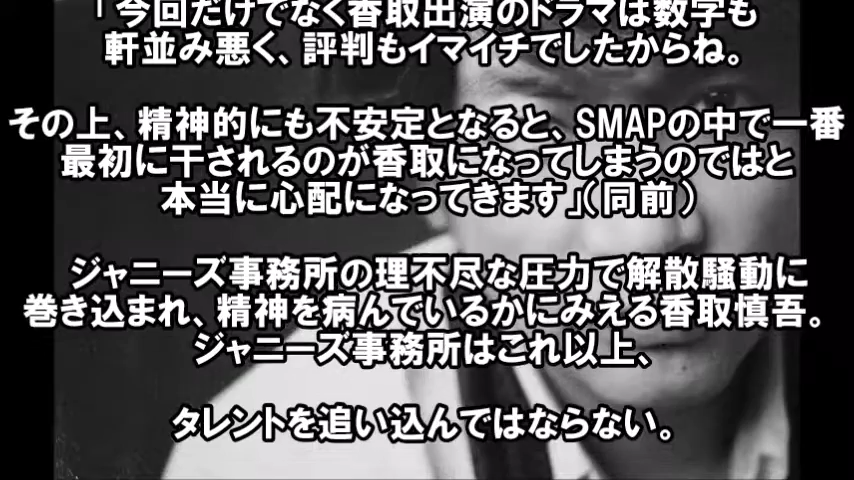 「今回だけでなく香取出演のドラマは数字も
軒並み悪く、評判もイマイチでしたからね。
その上、精神的にも不安定となると、SMAPの中で一番
最初に干されるのが香取になってしまうのではと
本当に心配になってきます」（同前）
ジャニーズ事務所の理不尽な圧力で解散騒動に
巻き込まれ、精神を病んでいるかにみえる香取慎吾。
ジャニーズ事務所はこれ以上、
タレントを追い込んではならない。